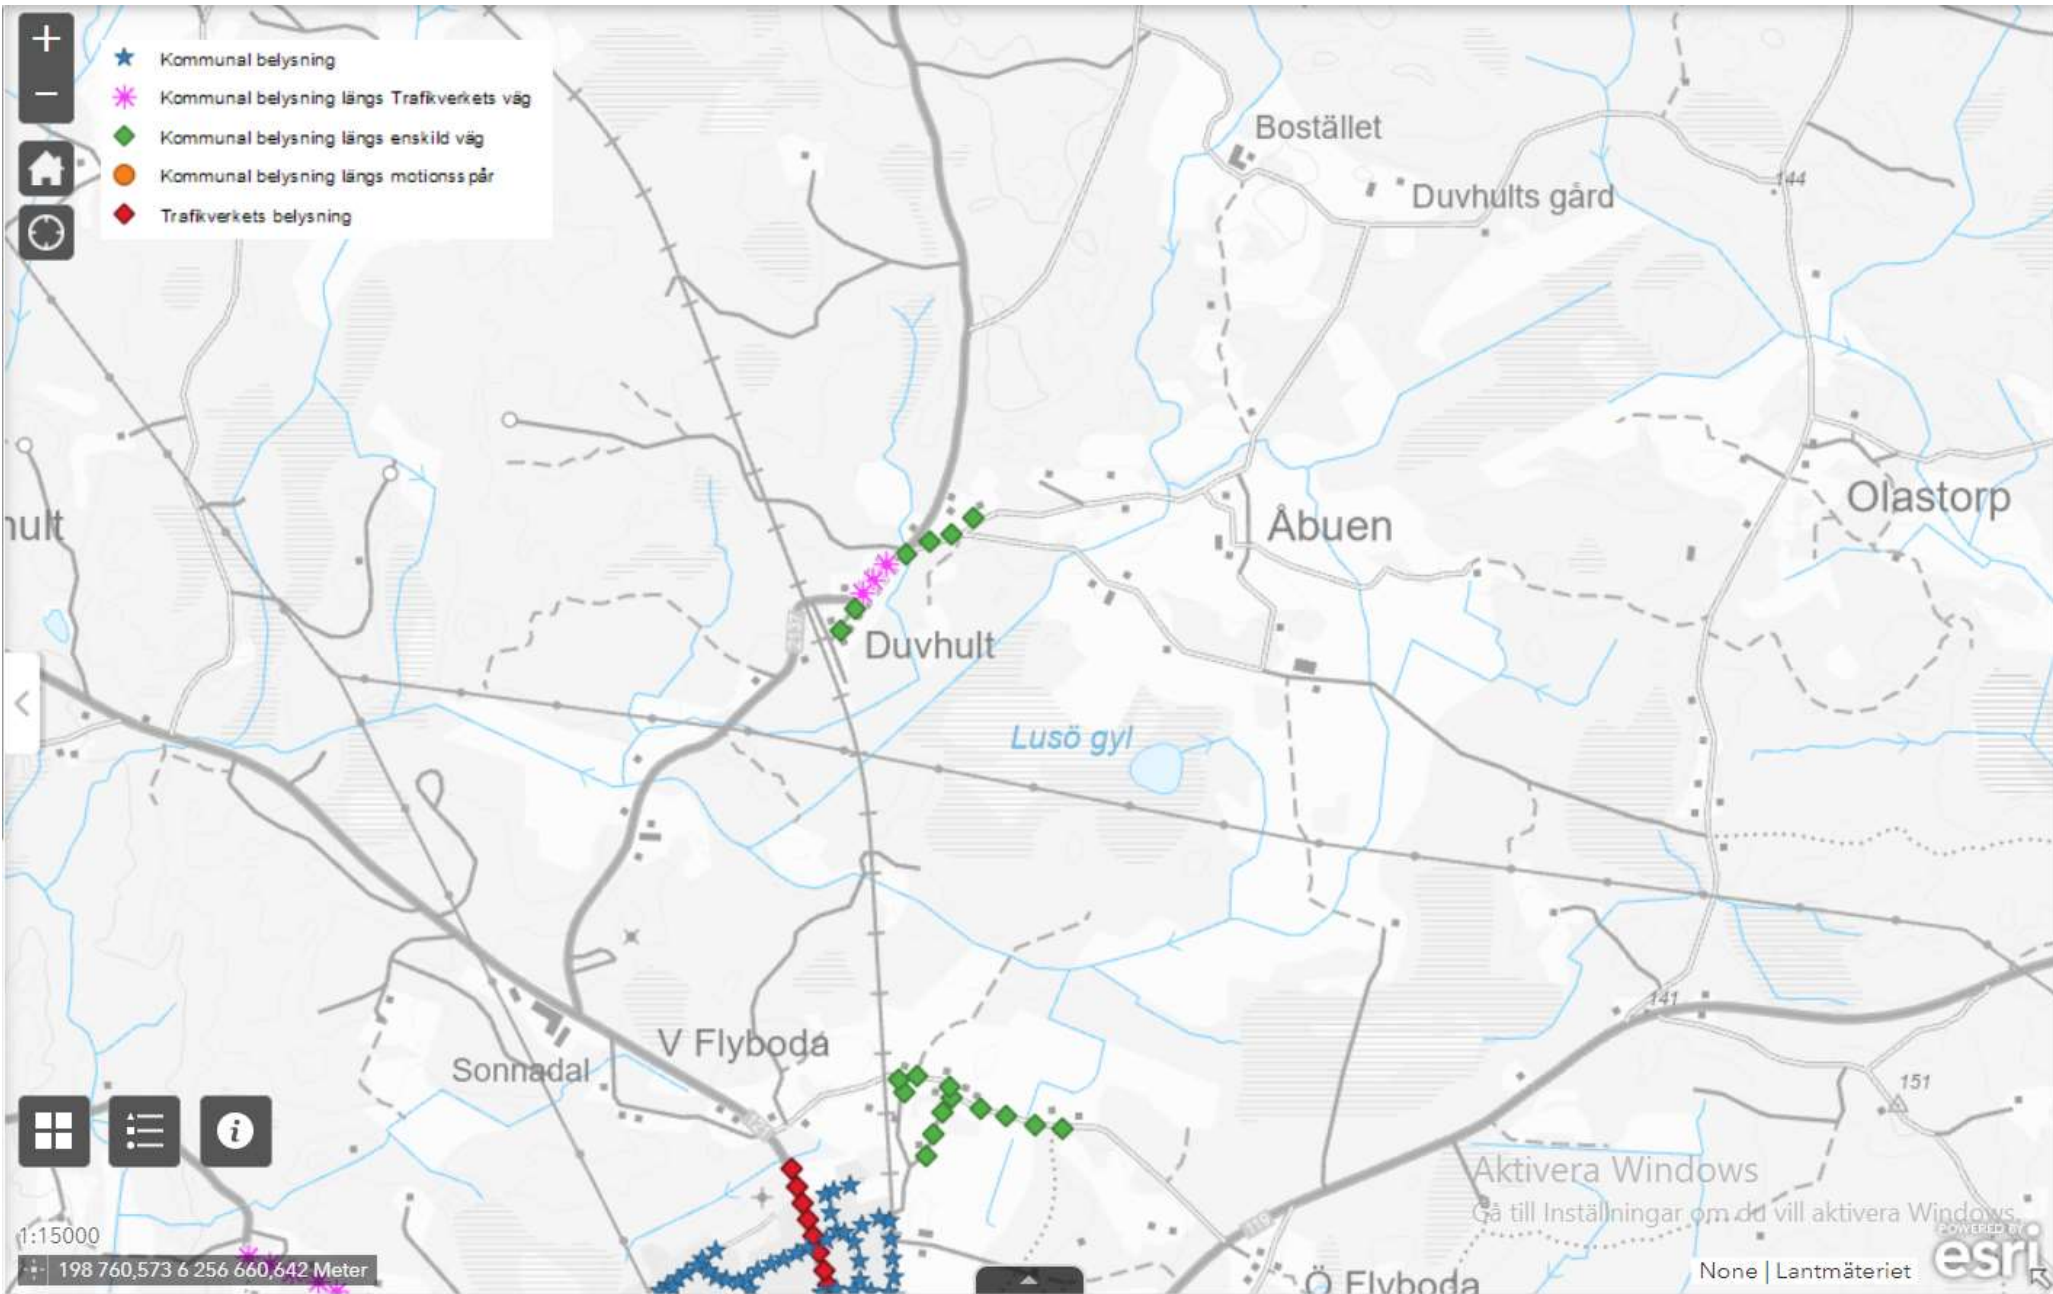 Kommunal belysning
Kommunal belysning längs Trafikverkets väg
Kommunal belysning längs enskild väg
Kommunal belysning längs motionsspår
Trafikverkets belysning
Bostället
Duvhults gård
144
Olastorp
Åbuen
Duvhult
Lusö gyl
141
V Flyboda
Sonnadal
151
Aktivera Windows
Gå till Inställningar om du vill aktivera Windows.
1:15000
198 760,573 6 256 660,642 Meter
POWERED BY
esri
None | Lantmäteriet
Ö Flyboda